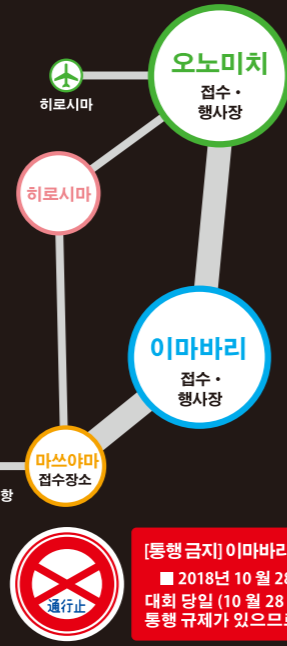 오노미치
접수・
행사장
히로시마
히로시마
이마바리
접수・
행사장
마쓰야마
접수장소
항
通行止
[통행 금지] 이마바리
■ 2018년 10 월 28
대회 당일 (10 월 28
통행 규제가 있으므로